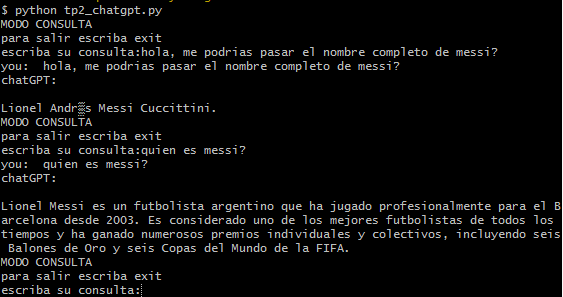 $ python tp2_chatgpt.py
MODO CONSULTA
para salir escriba exit
escriba su consulta:hola, me podrias pasar el nombre completo de messi?
you:  hola, me podrias pasar el nombre completo de messi?
chatGPT:
Lionel Andr▒s Messi Cuccittini.
MODO CONSULTA
para salir escriba exit
escriba su consulta:quien es messi?
you:  quien es messi?
chatGPT:
Lionel Messi es un futbolista argentino que ha jugado profesionalmente para el B
arcelona desde 2003. Es considerado uno de los mejores futbolistas de todos los
tiempos y ha ganado numerosos premios individuales y colectivos, incluyendo seis
 Balones de Oro y seis Copas del Mundo de la FIFA.
MODO CONSULTA
para salir escriba exit
escriba su consulta: